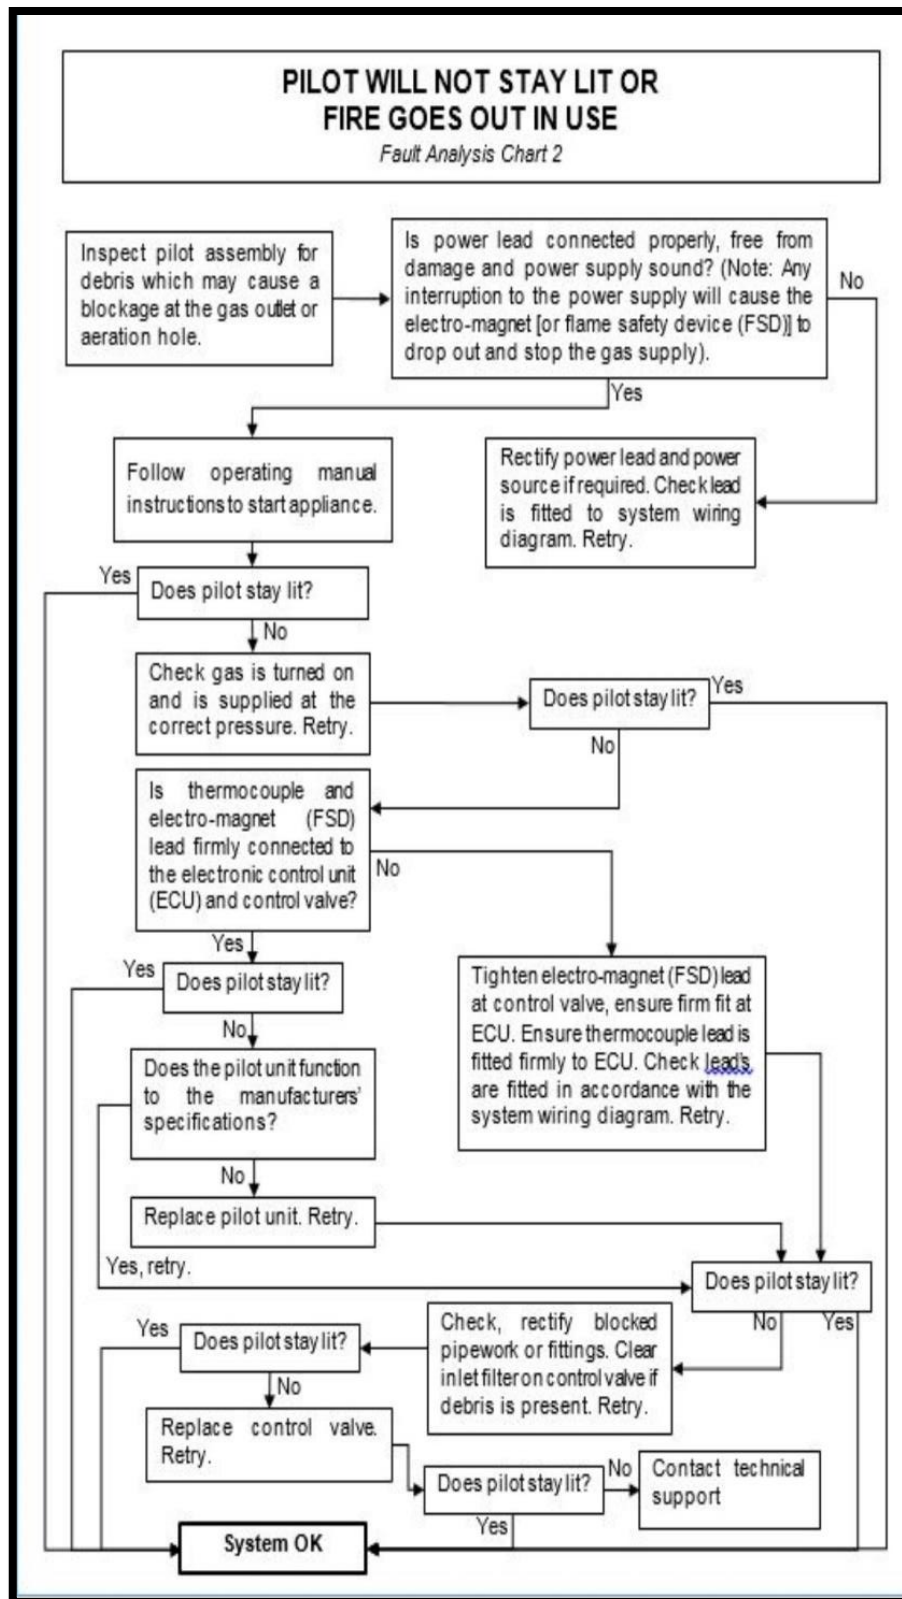 PILOT WILL NOT STAY LIT OR
FIRE GOES OUT IN USE
Fault Analysis Chart 2
Inspect pilot assembly for
debris which may cause a
blockage at the gas outlet or
aeration hole.
Is power lead connected properly, free from
damage and power supply sound? (Note: Any
interruption to the power supply will cause the
electro-magnet [or flame safety device (FSD)] to
drop out and stop the gas supply).
No
Yes
Follow operating manual
instructions to start appliance.
Rectify power lead and power
source if required. Check lead
is fitted to system wiring
diagram. Retry.
Yes
Does pilot stay lit?
No
Check gas is turned on
and is supplied at the
correct pressure. Retry.
Does pilot stay lit?
Yes
No
Is thermocouple and
electro-magnet (FSD)
lead firmly connected to
the electronic control unit
(ECU) and control valve?
No
Yes
Yes
Does pilot stay lit?
No
Tighten electro-magnet (FSD) lead
at control valve, ensure firm fit at
ECU. Ensure thermocouple lead is
fitted firmly to ECU. Check lead's
are fitted in accordance with the
system wiring diagram. Retry.
Does the pilot unit function
to the manufacturers'
specifications?
No
Replace pilot unit. Retry.
Yes, retry.
Does pilot stay lit?
No
Yes
Check, rectify blocked
pipework or fittings. Clear
inlet filter on control valve if
debris is present. Retry.
Yes
Does pilot stay lit?
No
Replace control valve.
Retry.
Does pilot stay lit?
No
Contact technical
support
Yes
System OK